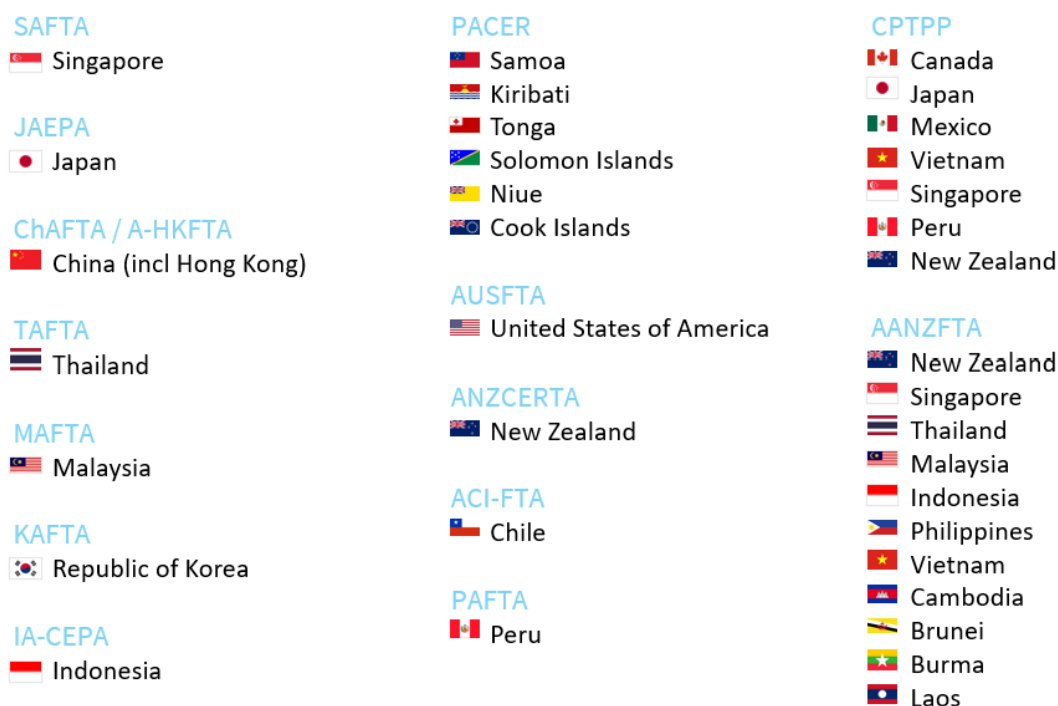 SAFTA
Singapore
JAEPA
Japan
ChAFTA / A-HKFTA
China (incl Hong Kong)
TAFTA
Thailand
MAFTA
Malaysia
KAFTA
Republic of Korea
IA-CEPA
Indonesia
PACER
Samoa
Kiribati
Tonga
Solomon Islands
Niue
Cook Islands
AUSFTA
United States of America
ANZCERTA
New Zealand
ACI-FTA
Chile
PAFTA
Peru
CPTPP
Canada
Japan
Mexico
Vietnam
Singapore
Peru
New Zealand
AANZFTA
New Zealand
Singapore
Thailand
Malaysia
Indonesia
Philippines
Vietnam
Cambodia
Brunei
Burma
Laos